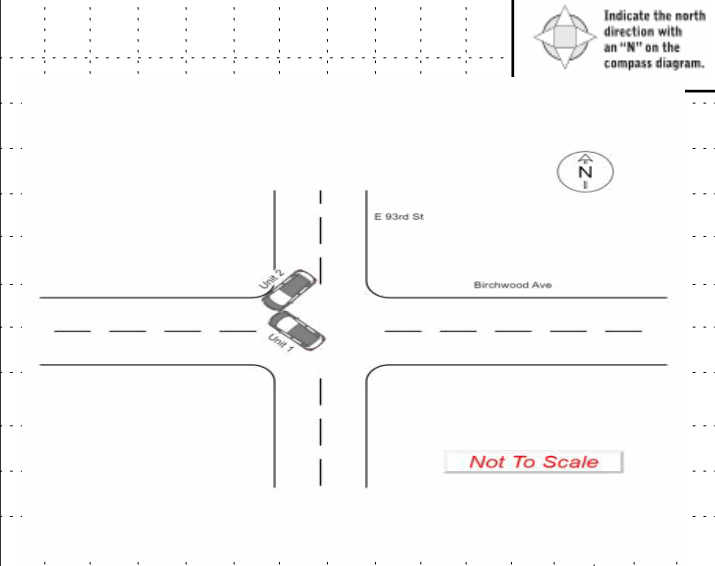 Indicate the north
direction with
an "N" on the
compass diagram.
N
E 93rd St
Unit 2
Birchwood Ave
Unit 1
Not To Scale